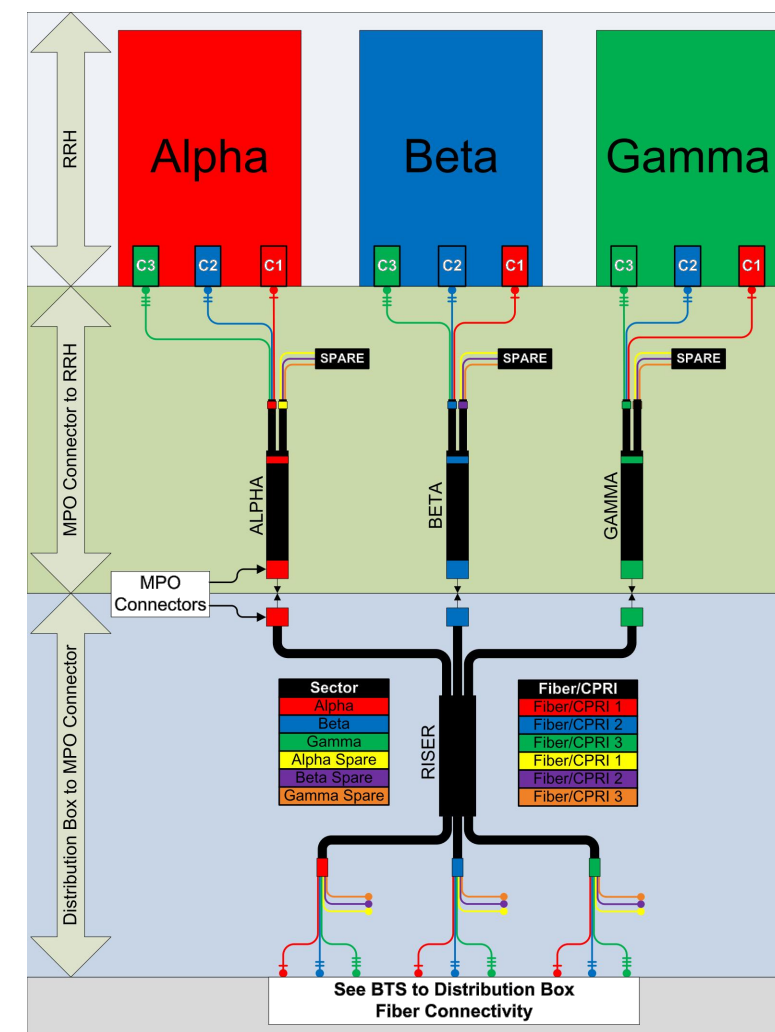 RRH
Alpha
Beta
Gamma
C3
C2
C1
C3
C2
C1
C3
C2
C1
MPO Connector to RRH
SPARE
SPARE
SPARE
ALPHA
BETA
GAMMA
MPO
Connectors
Distribution Box to MPO Connector
RISER
Sector
Alpha
Beta
Gamma
Alpha Spare
Beta Spare
Gamma Spare
Fiber/CPRI
Fiber/CPRI 1
Fiber/CPRI 2
Fiber/CPRI 3
Fiber/CPRI 1
Fiber/CPRI 2
Fiber/CPRI 3
See BTS to Distribution Box
Fiber Connectivity